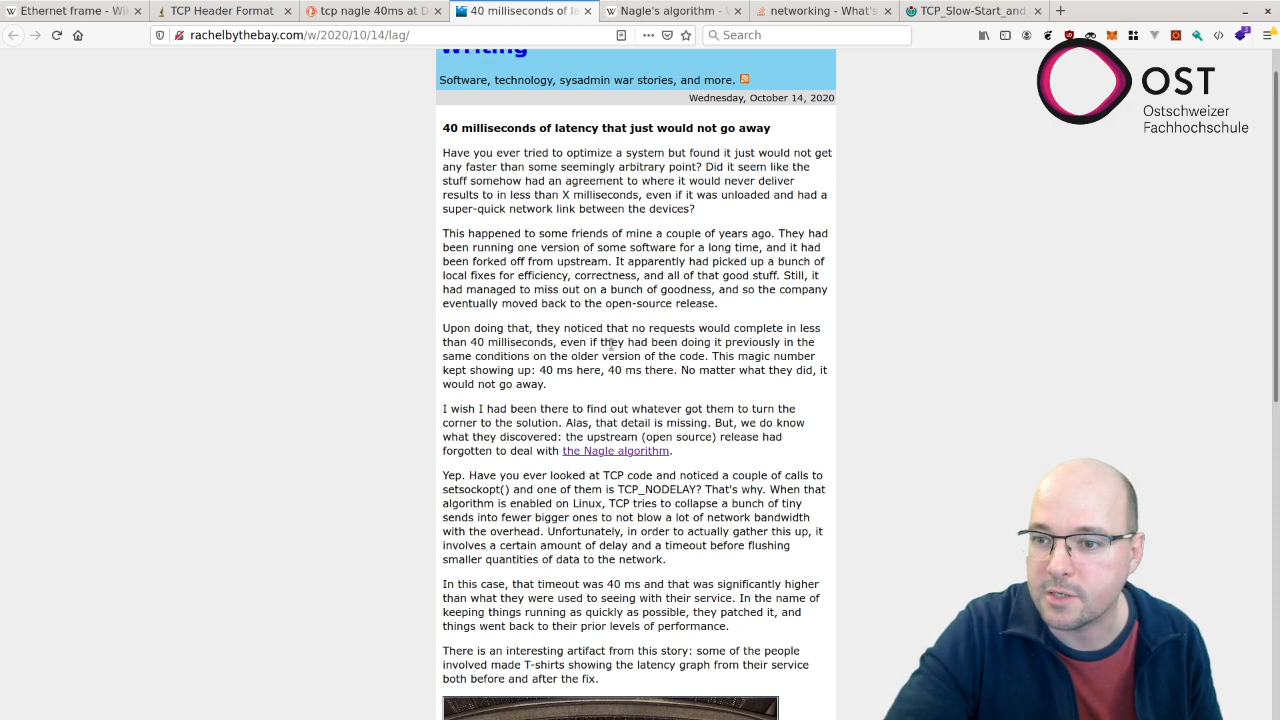 Ethernet frame - Wi
TCP Header Format
tcp nagle 40ms at D
40 milliseconds of la
Nagle's algorithm -
networking - What's
TCP_Slow-Start_and_
rachelbythebay.com/w/2020/10/14/lag/
Search
Writing
Software, technology, sysadmin war stories, and more.
Wednesday, October 14, 2020
40 milliseconds of latency that just would not go away
Have you ever tried to optimize a system but found it just would not get
any faster than some seemingly arbitrary point? Did it seem like the
stuff somehow had an agreement to where it would never deliver
results to in less than X milliseconds, even if it was unloaded and had a
super-quick network link between the devices?
This happened to some friends of mine a couple of years ago. They had
been running one version of some software for a long time, and it had
been forked off from upstream. It apparently had picked up a bunch of
local fixes for efficiency, correctness, and all of that good stuff. Still, it
had managed to miss out on a bunch of goodness, and so the company
eventually moved back to the open-source release.
Upon doing that, they noticed that no requests would complete in less
than 40 milliseconds, even if they had been doing it previously in the
same conditions on the older version of the code. This magic number
kept showing up: 40 ms here, 40 ms there. No matter what they did, it
would not go away.
I wish I had been there to find out whatever got them to turn the
corner to the solution. Alas, that detail is missing. But, we do know
what they discovered: the upstream (open source) release had
forgotten to deal with the Nagle algorithm.
Yep. Have you ever looked at TCP code and noticed a couple of calls to
setsockopt() and one of them is TCP_NODELAY? That's why. When that
algorithm is enabled on Linux, TCP tries to collapse a bunch of tiny
sends into fewer bigger ones to not blow a lot of network bandwidth
with the overhead. Unfortunately, in order to actually gather this up, it
involves a certain amount of delay and a timeout before flushing
smaller quantities of data to the network.
In this case, that timeout was 40 ms and that was significantly higher
than what they were used to seeing with their service. In the name of
keeping things running as quickly as possible, they patched it, and
things went back to their prior levels of performance.
There is an interesting artifact from this story: some of the people
involved made T-shirts showing the latency graph from their service
both before and after the fix.
OST
Ostschweizer
Fachhochschule